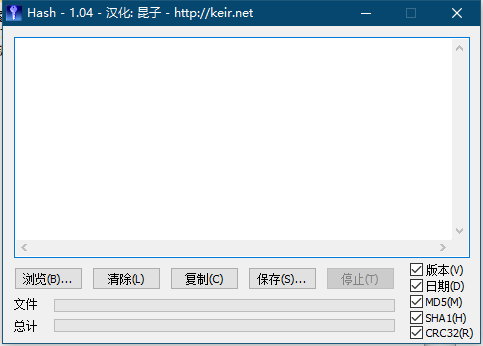 Hash - 1.04 - 汉化: 昆子 - http://keir.net
浏览(B)... 清除(L) 复制(C) 保存(S)... 停止(T)
文件
总计
版本(V)
日期(D)
MD5(M)
SHA1(H)
CRC32(R)